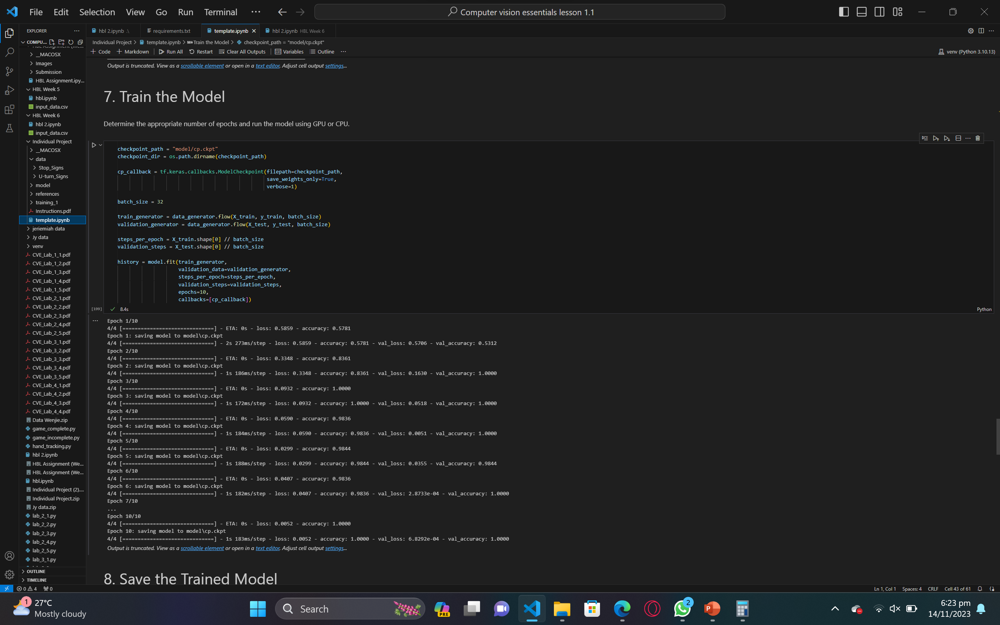 File Edit Selection View Go Run Terminal ··· Computer vision essentials lesson 1.1
EXPLORER ···
hbl 2.ipynb .\ requirements.txt template.ipynb hbl 2.ipynb HBL Week 6
COMPU...
Individual Project > template.ipynb > M↓Train the Model > checkpoint_path = "model/cp.ckpt"
+ Code + Markdown Run All Restart Clear All Outputs Variables Outline ··· venv (Python 3.10.13)
__MACOSX
Images
Submission
HBL Assignment.ipy...
HBL Week 5
hbl.ipynb
input_data.csv
HBL Week 6
hbl 2.ipynb
input_data.csv
Individual Project
__MACOSX
data
Stop_Signs
U-turn_Signs
model
references
training_1
Instructions.pdf
template.ipynb
jeriemiah data
Jy data
venv
CVE_Lab_1_1.pdf
CVE_Lab_1_2.pdf
CVE_Lab_1_3.pdf
CVE_Lab_1_4.pdf
CVE_Lab_1_5.pdf
CVE_Lab_2_1.pdf
CVE_Lab_2_2.pdf
CVE_Lab_2_3.pdf
CVE_Lab_2_4.pdf
CVE_Lab_2_5.pdf
CVE_Lab_3_1.pdf
CVE_Lab_3_2.pdf
CVE_Lab_3_3.pdf
CVE_Lab_3_4.pdf
CVE_Lab_3_5.pdf
CVE_Lab_4_1.pdf
CVE_Lab_4_2.pdf
CVE_Lab_4_3.pdf
CVE_Lab_4_4.pdf
Data Wenjie.zip
game_complete.py
game_incomplete.py
hand_tracking.py
hbl 2.ipynb
HBL Assignment (We...
HBL Assignment (We...
hbl.ipynb
Individual Project (2)....
Individual Project.zip
Jy data.zip
lab_2_1.py
lab_2_2.py
lab_2_3.py
lab_2_4.py
lab_2_5.py
lab_3_1.py
OUTLINE
TIMELINE
Output is truncated. View as a scrollable element or open in a text editor. Adjust cell output settings...
7. Train the Model
Determine the appropriate number of epochs and run the model using GPU or CPU.
checkpoint_path = "model/cp.ckpt"
checkpoint_dir = os.path.dirname(checkpoint_path)
cp_callback = tf.keras.callbacks.ModelCheckpoint(filepath=checkpoint_path,
save_weights_only=True,
verbose=1)
batch_size = 32
train_generator = data_generator.flow(X_train, y_train, batch_size)
validation_generator = data_generator.flow(X_test, y_test, batch_size)
steps_per_epoch = X_train.shape[0] // batch_size
validation_steps = X_test.shape[0] // batch_size
history = model.fit(train_generator,
validation_data=validation_generator,
steps_per_epoch=steps_per_epoch,
validation_steps=validation_steps,
epochs=10,
callbacks=[cp_callback])
[199] 8.4s Python
Epoch 1/10
4/4 [==============================] - ETA: 0s - loss: 0.5859 - accuracy: 0.5781
Epoch 1: saving model to model\cp.ckpt
4/4 [==============================] - 2s 273ms/step - loss: 0.5859 - accuracy: 0.5781 - val_loss: 0.5706 - val_accuracy: 0.5312
Epoch 2/10
4/4 [==============================] - ETA: 0s - loss: 0.3348 - accuracy: 0.8361
Epoch 2: saving model to model\cp.ckpt
4/4 [==============================] - 1s 186ms/step - loss: 0.3348 - accuracy: 0.8361 - val_loss: 0.1630 - val_accuracy: 1.0000
Epoch 3/10
4/4 [==============================] - ETA: 0s - loss: 0.0932 - accuracy: 1.0000
Epoch 3: saving model to model\cp.ckpt
4/4 [==============================] - 1s 172ms/step - loss: 0.0932 - accuracy: 1.0000 - val_loss: 0.0518 - val_accuracy: 1.0000
Epoch 4/10
4/4 [==============================] - ETA: 0s - loss: 0.0590 - accuracy: 0.9836
Epoch 4: saving model to model\cp.ckpt
4/4 [==============================] - 1s 184ms/step - loss: 0.0590 - accuracy: 0.9836 - val_loss: 0.0051 - val_accuracy: 1.0000
Epoch 5/10
4/4 [==============================] - ETA: 0s - loss: 0.0299 - accuracy: 0.9844
Epoch 5: saving model to model\cp.ckpt
4/4 [==============================] - 1s 188ms/step - loss: 0.0299 - accuracy: 0.9844 - val_loss: 0.0355 - val_accuracy: 0.9844
Epoch 6/10
4/4 [==============================] - ETA: 0s - loss: 0.0407 - accuracy: 0.9836
Epoch 6: saving model to model\cp.ckpt
4/4 [==============================] - 1s 182ms/step - loss: 0.0407 - accuracy: 0.9836 - val_loss: 2.8733e-04 - val_accuracy: 1.0000
Epoch 7/10
...
Epoch 10/10
4/4 [==============================] - ETA: 0s - loss: 0.0052 - accuracy: 1.0000
Epoch 10: saving model to model\cp.ckpt
4/4 [==============================] - 1s 183ms/step - loss: 0.0052 - accuracy: 1.0000 - val_loss: 6.8292e-04 - val_accuracy: 1.0000
Output is truncated. View as a scrollable element or open in a text editor. Adjust cell output settings...
8. Save the Trained Model
0 4 0 Ln 1, Col 1 Spaces: 4 CRLF Cell 43 of 61
1 27°C
Mostly cloudy
Search PRE 2 P
6:23 pm
14/11/2023